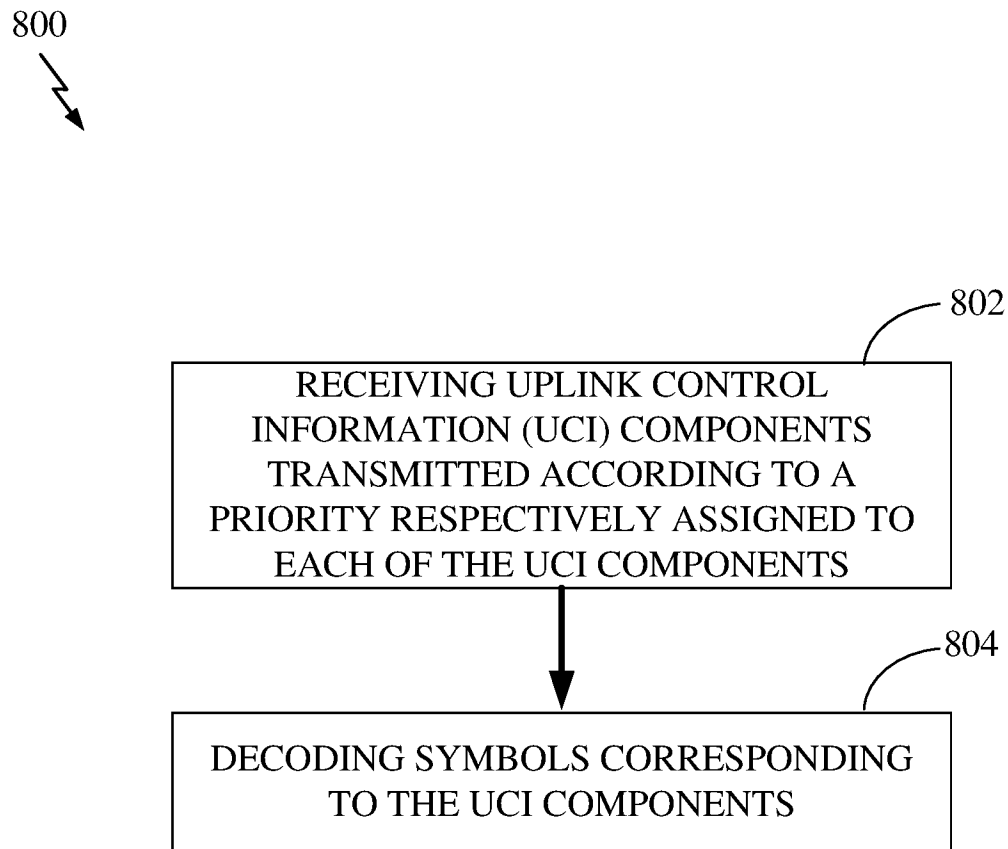 800
802
RECEIVING UPLINK CONTROL
INFORMATION (UCI) COMPONENTS
TRANSMITTED ACCORDING TO A
PRIORITY RESPECTIVELY ASSIGNED TO
EACH OF THE UCI COMPONENTS
804
DECODING SYMBOLS CORRESPONDING
TO THE UCI COMPONENTS